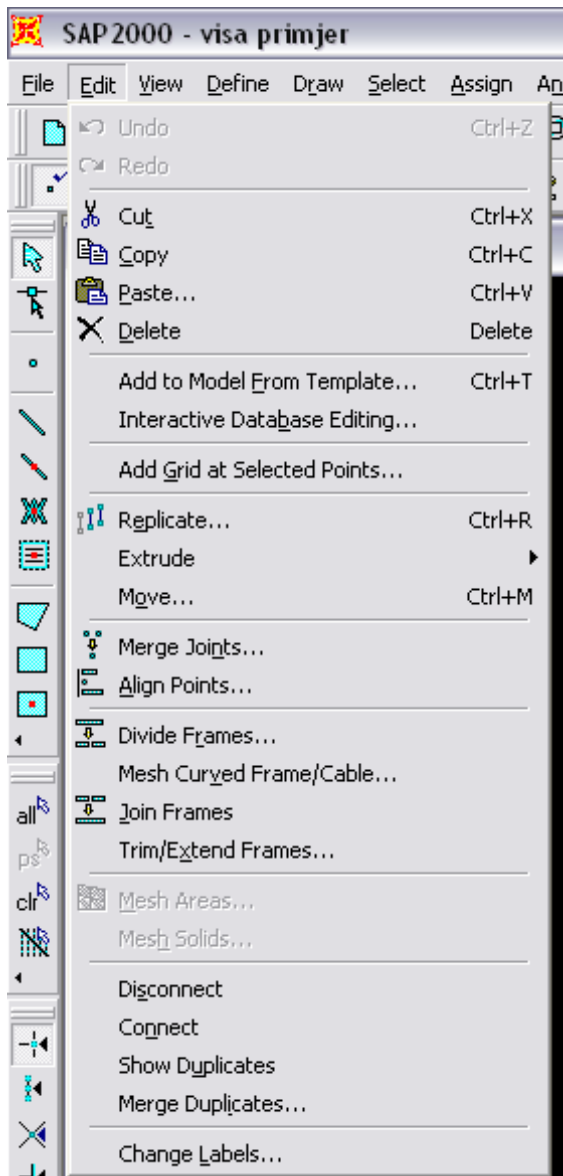 SAP2000 - visa primjer
File Edit View Define Draw Select Assign An
Undo Ctrl+Z
Redo
Cut Ctrl+X
Copy Ctrl+C
Paste... Ctrl+V
Delete Delete
Add to Model From Template... Ctrl+T
Interactive Database Editing...
Add Grid at Selected Points...
Replicate... Ctrl+R
Extrude
Move... Ctrl+M
Merge Joints...
Align Points...
Divide Frames...
Mesh Curved Frame/Cable...
all
Join Frames
Trim/Extend Frames...
ps
clr
Mesh Areas...
Mesh Solids...
Disconnect
Connect
Show Duplicates
Merge Duplicates...
Change Labels...